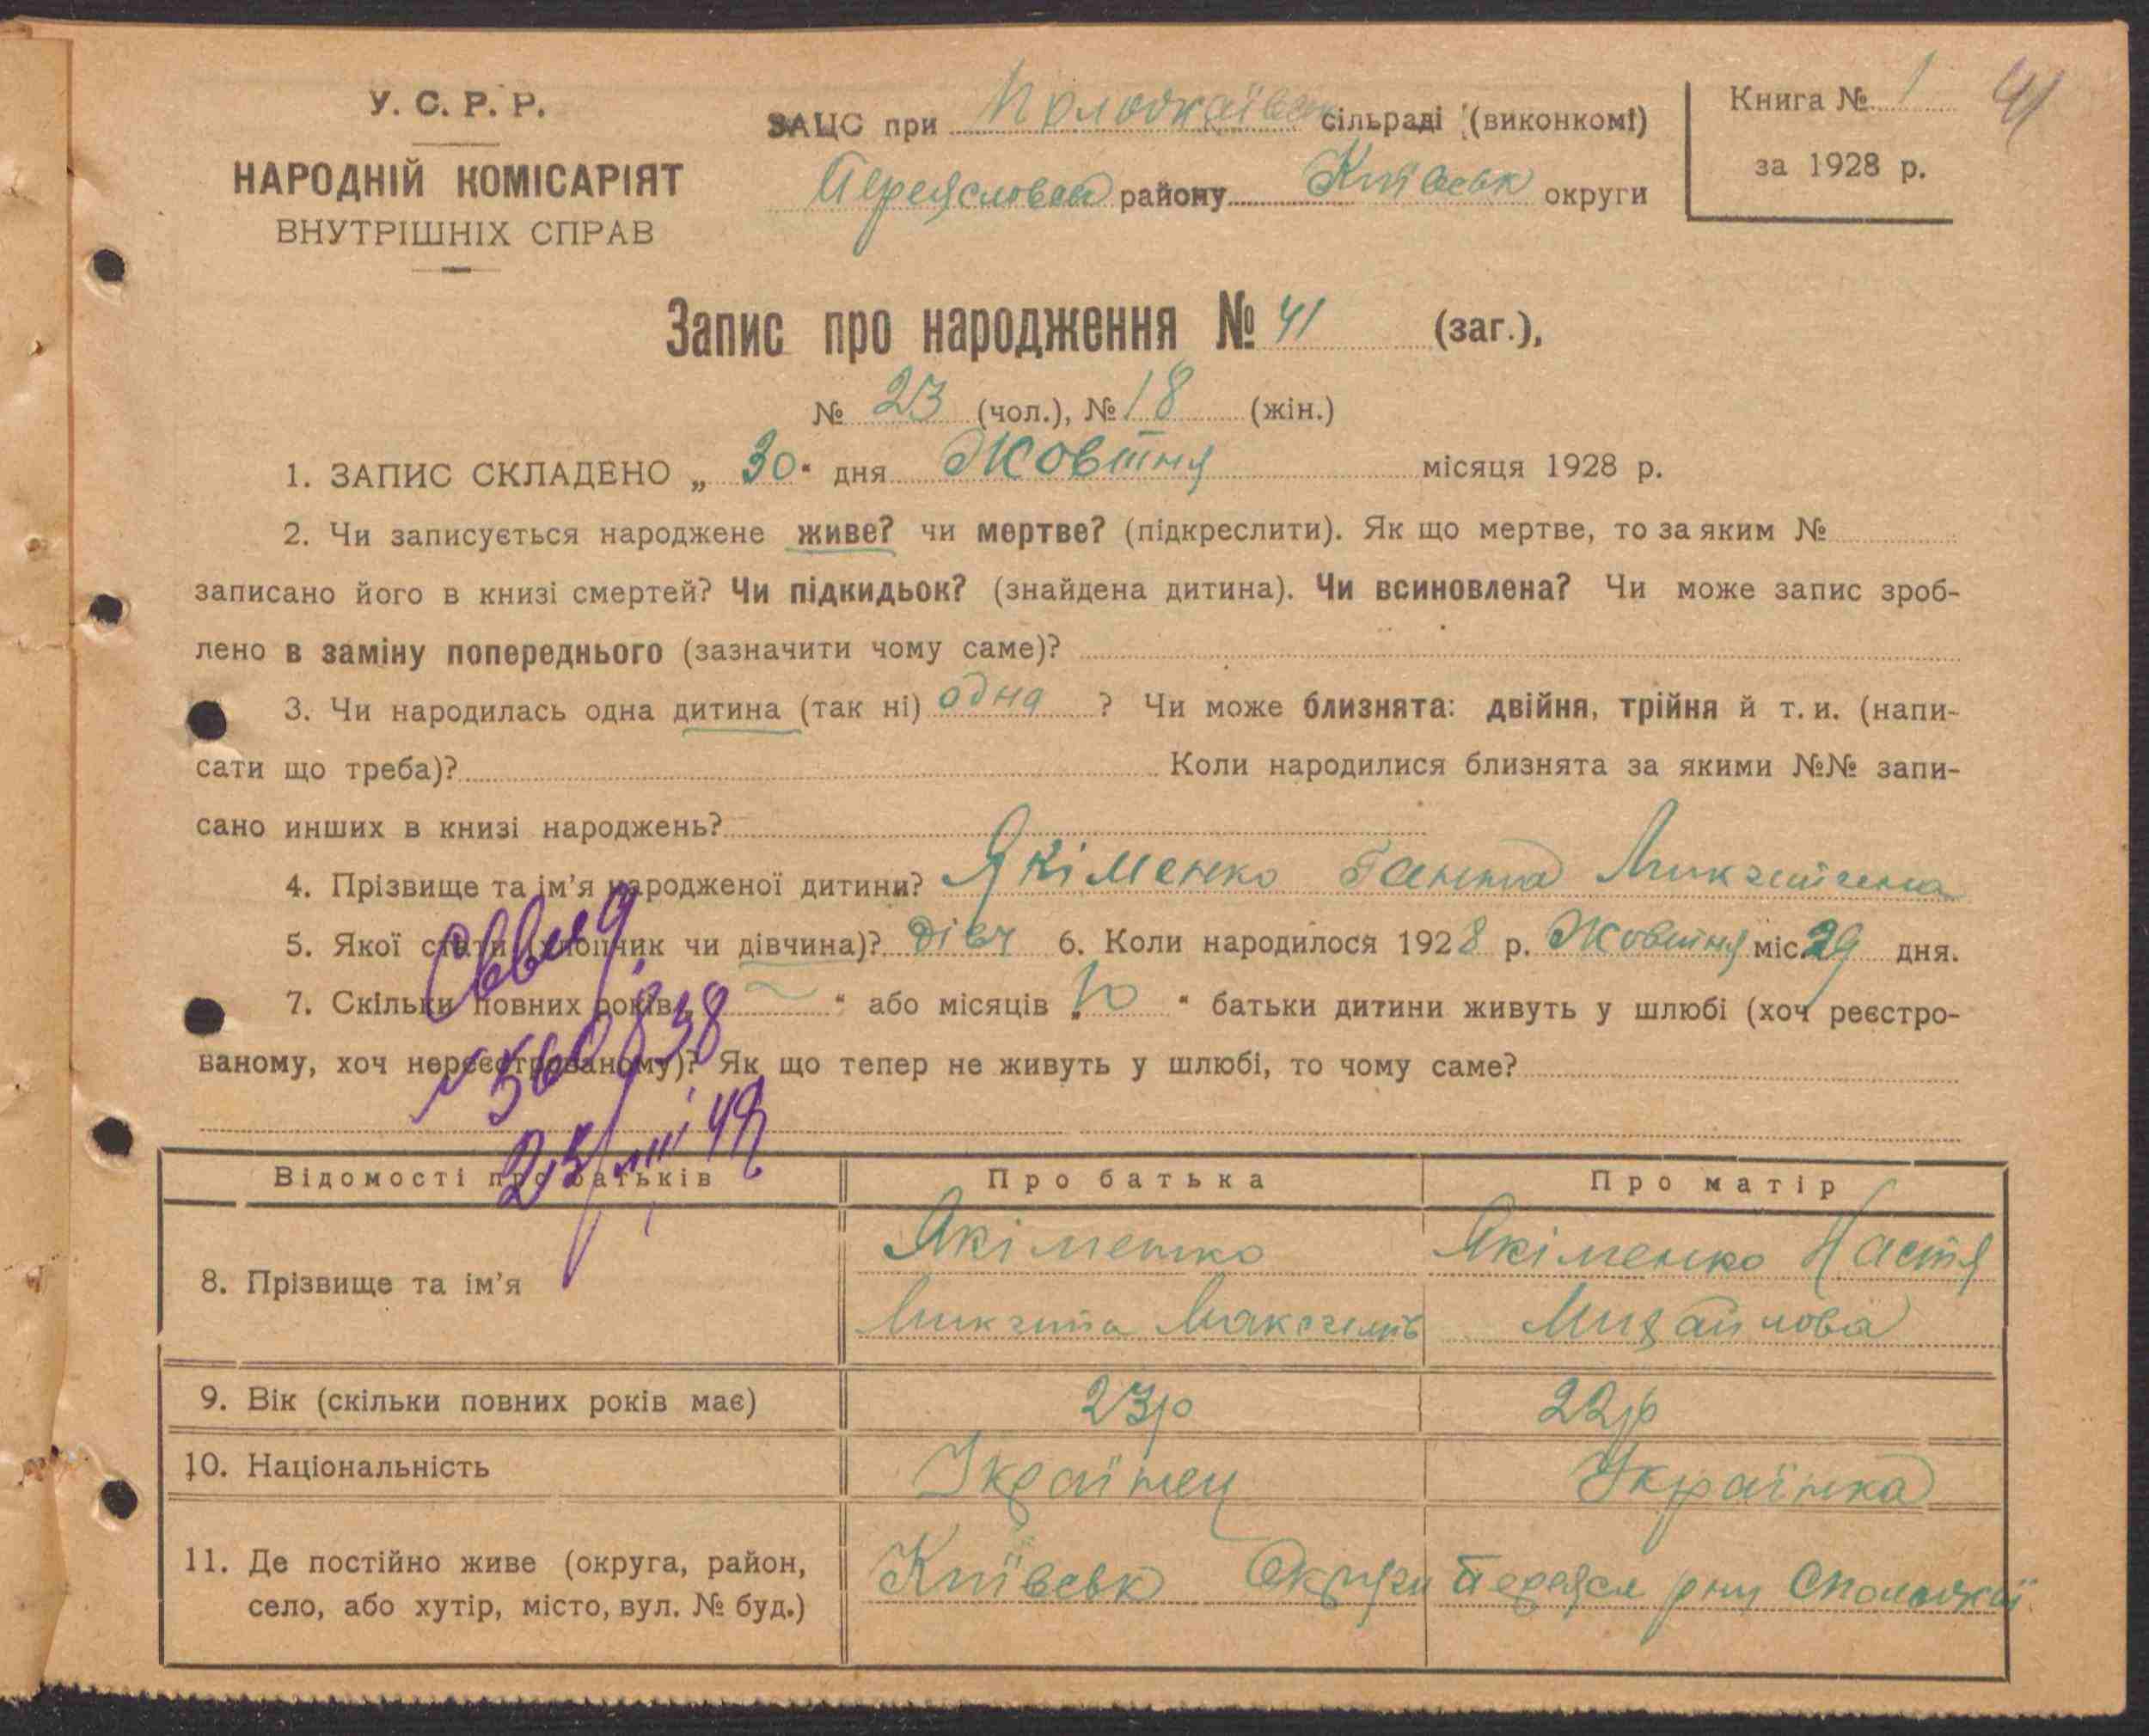 У. С. Р. Р.
НАРОДНІЙ КОМІСАРІЯТ
ВНУТРІШНІХ СПРАВ
ЗАЦС при сільраді (виконкомі)
району Київськ округи
Книга № 1 41
за 1928 р.
Запис про народження № 41 (заг.),
№ 23 (чол.), № 18 (жін.)
1. ЗАПИС СКЛАДЕНО „ 30 “ дня Жовтня місяця 1928 р.
2. Чи записується народжене живе? чи мертве? (підкреслити). Як що мертве, то за яким №
записано його в книзі смертей? Чи підкидьок? (знайдена дитина). Чи всиновлена? Чи може запис зроб-
лено в заміну попереднього (зазначити чому саме)?
3. Чи народилась одна дитина (так ні) одна ? Чи може близнята: двійня, трійня й т. и. (напи-
сати що треба)? Коли народилися близнята за якими №№ запи-
сано инших в книзі народжень?
4. Прізвище та ім’я народженої дитини? Якіменко Ганна
5. Якої стати (хлопчик чи дівчина)? дівч 6. Коли народилося 1928 р. Жовтня міс. 29 дня.
7. Скільки повних років „ “ або місяців „ 10 “ батьки дитини живуть у шлюбі (хоч реєстро-
ваному, хоч нереєстрованому)? Як що тепер не живуть у шлюбі, то чому саме?
Відомості про батьків Про батька Про матір
8. Прізвище та ім’я Якіменко Якіменко Настя
Микита Михайлова
9. Вік (скільки повних років має) 23р 22р
10. Національність Українец Українка
11. Де постійно живе (округа, район, Київськ Округи Переясл р-ну
село, або хутір, місто, вул. № буд.)